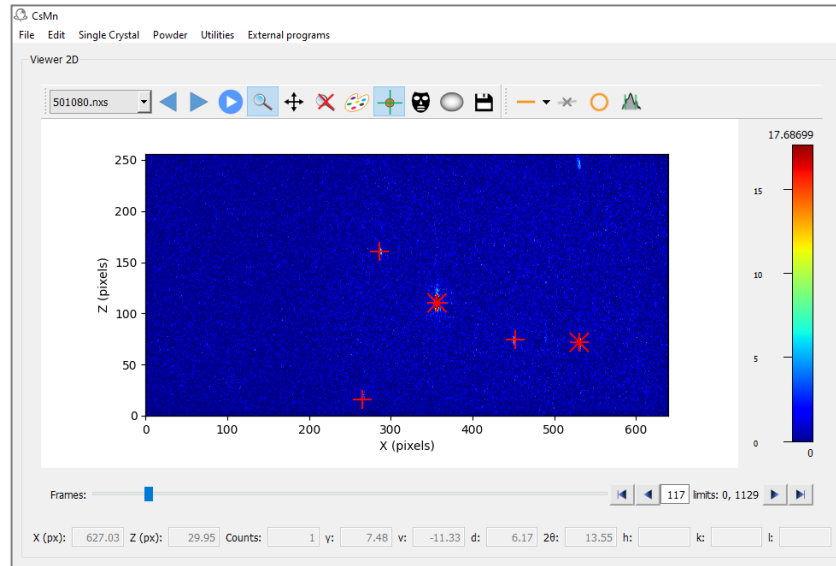 CsMn
File Edit Single Crystal Powder Utilities External programs
Viewer 2D
501080.nxs
17.68699
250
200
150
100
50
0
Z (pixels)
0 100 200 300 400 500 600
X (pixels)
15
10
5
0
0
Frames: 117 limits: 0, 1129
X (px): 627.03 Z (px): 29.95 Counts: 1 γ: 7.48 ν: -11.33 d: 6.17 2θ: 13.55 h: k: l: